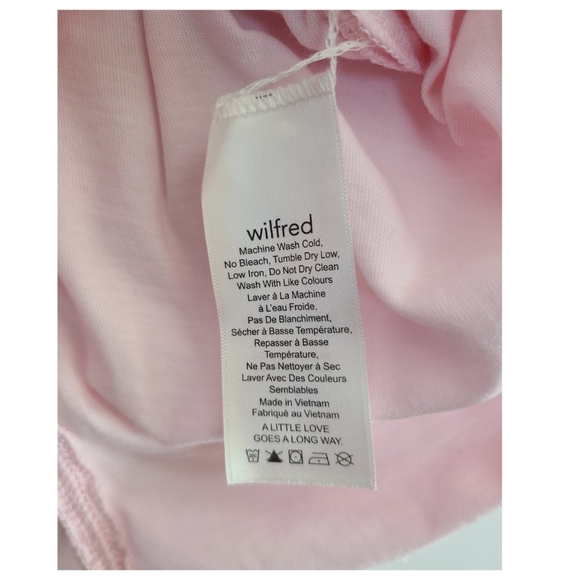 wilfred
Machine Wash Cold,
No Bleach, Tumble Dry Low,
Low Iron, Do Not Dry Clean
Wash With Like Colours
Laver à La Machine
à L'eau Froide,
Pas De Blanchiment,
Sécher à Basse Température,
Repasser à Basse
Température,
Ne Pas Nettoyer à Sec
Laver Avec Des Couleurs
Semblables
Made in Vietnam
Fabriqué au Vietnam
A LITTLE LOVE
GOES A LONG WAY.